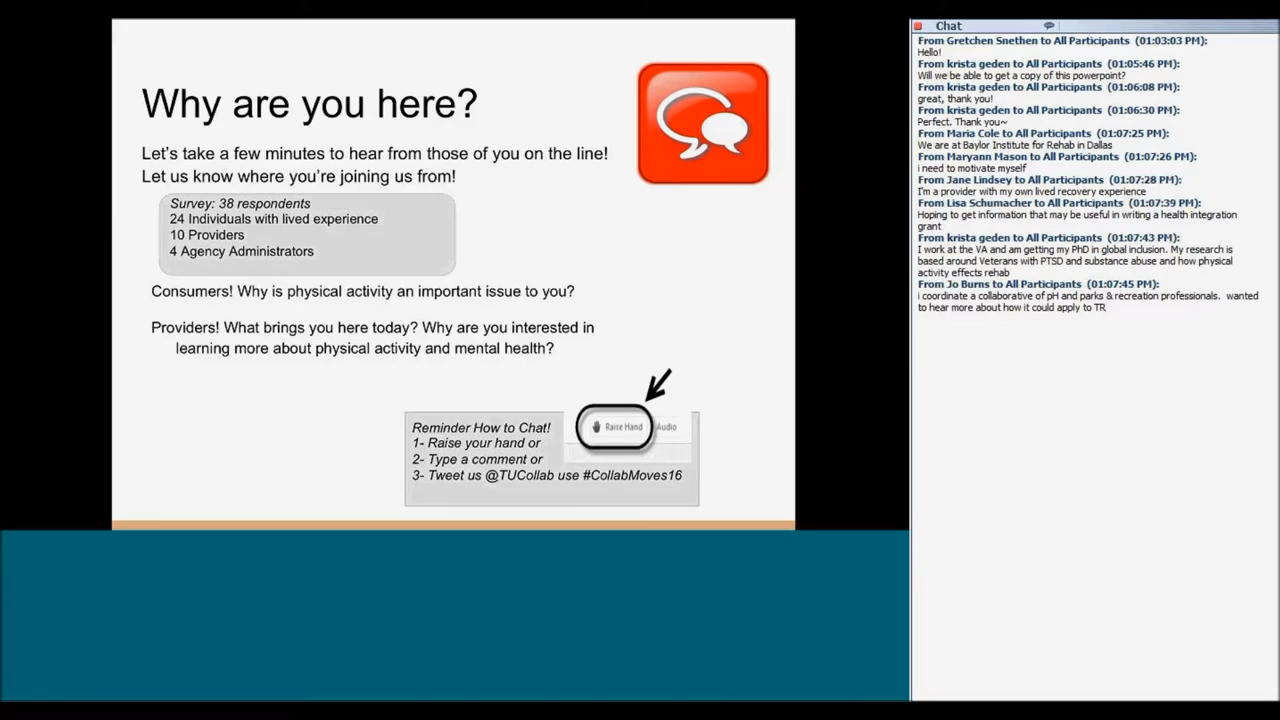 Why are you here?
Let's take a few minutes to hear from those of you on the line!
Let us know where you're joining us from!
Survey: 38 respondents
24 Individuals with lived experience
10 Providers
4 Agency Administrators
Consumers! Why is physical activity an important issue to you?
Providers! What brings you here today? Why are you interested in
learning more about physical activity and mental health?
Reminder How to Chat!
1- Raise your hand or
2- Type a comment or
3- Tweet us @TUCollab use #CollabMoves16
Raise Hand
Audio
Chat
From Gretchen Snethen to All Participants (01:03:03 PM):
Hello!
From krista geden to All Participants (01:05:46 PM):
Will we be able to get a copy of this powerpoint?
From krista geden to All Participants (01:06:08 PM):
great, thank you!
From krista geden to All Participants (01:06:30 PM):
Perfect. Thank you~
From Maria Cole to All Participants (01:07:25 PM):
We are at Baylor Institute for Rehab in Dallas
From Maryann Mason to All Participants (01:07:26 PM):
i need to motivate myself
From Jane Lindsey to All Participants (01:07:28 PM):
I'm a provider with my own lived recovery experience
From Lisa Schumacher to All Participants (01:07:39 PM):
Hoping to get information that may be useful in writing a health integration
grant
From krista geden to All Participants (01:07:43 PM):
I work at the VA and am getting my PhD in global inclusion. My research is
based around Veterans with PTSD and substance abuse and how physical
activity effects rehab
From Jo Burns to All Participants (01:07:45 PM):
i coordinate a collaborative of pH and parks & recreation professionals. wanted
to hear more about how it could apply to TR